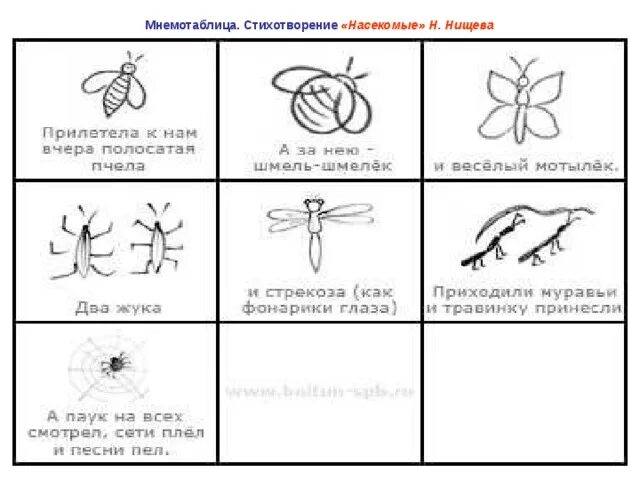 Мнемотаблица. Стихотворение «Насекомые» Н. Нищева
Прилетела к нам
вчера полосатая
пчела
А за нею -
шмель-шмелёк
и весёлый мотылёк.
Два жука
и стрекоза (как
фонарики глаза)
Приходили муравьи
и травинку принесли
А паук на всех
смотрел, сети плёл
и песни пел.
www.boltun-spb.ru